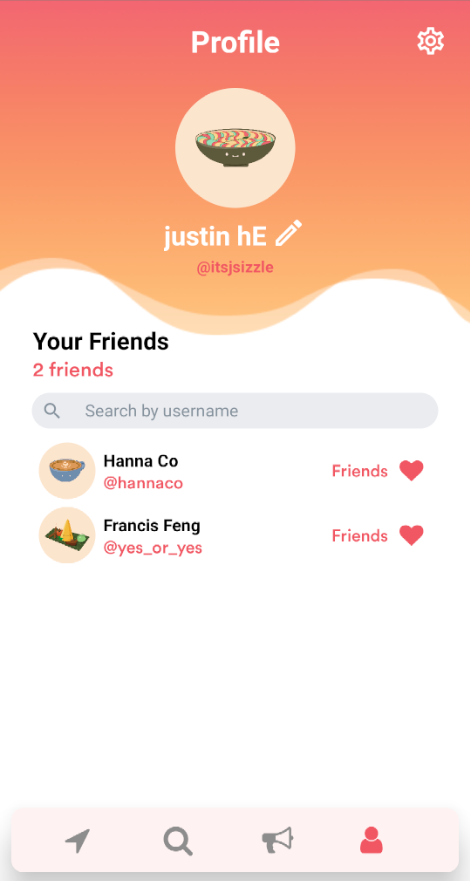 Profile
justin hE
@itsjsizzle
Your Friends
2 friends
Search by username
Hanna Co
@hannaco
Friends
Francis Feng
@yes_or_yes
Friends